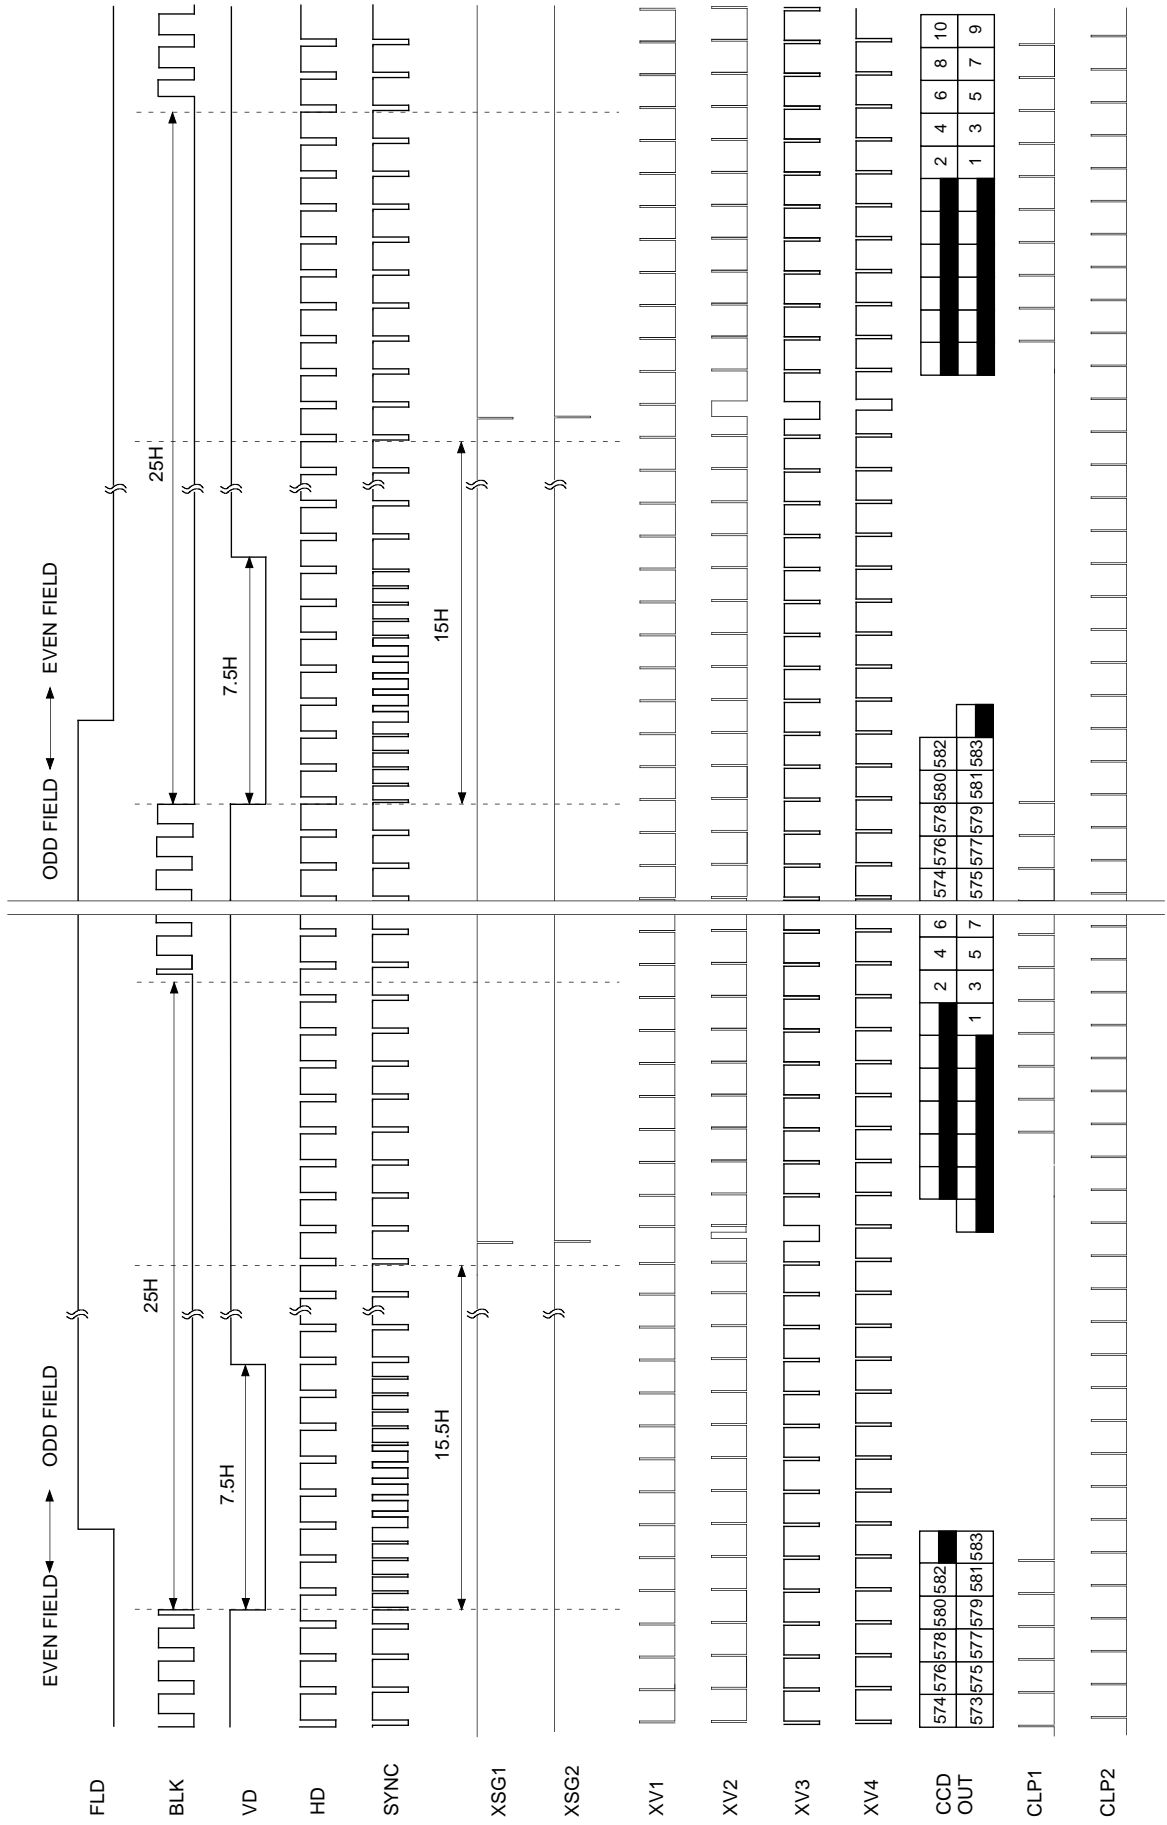 EVEN FIELD ODD FIELD
ODD FIELD EVEN FIELD
FLD
25H
25H
BLK
7.5H
7.5H
VD
HD
SYNC
15.5H
15H
XSG1
XSG2
XV1
XV2
XV3
XV4
CCD
OUT
574 576 578 580 582
573 575 577 579 581 583
2 4 6
1 3 5 7
574 576 578 580 582
575 577 579 581 583
2 4 6 8 10
1 3 5 7 9
CLP1
CLP2